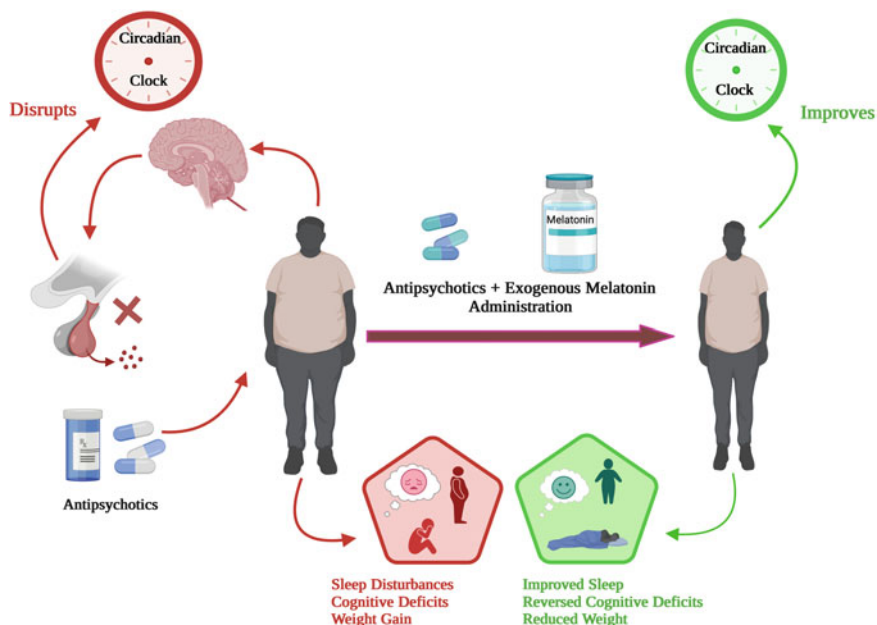 Circadian
Clock
Disrupts
Circadian
Clock
Improves
Melatonin
Antipsychotics + Exogenous Melatonin
Administration
Rx
Antipsychotics
Sleep Disturbances
Cognitive Deficits
Weight Gain
Improved Sleep
Reversed Cognitive Deficits
Reduced Weight